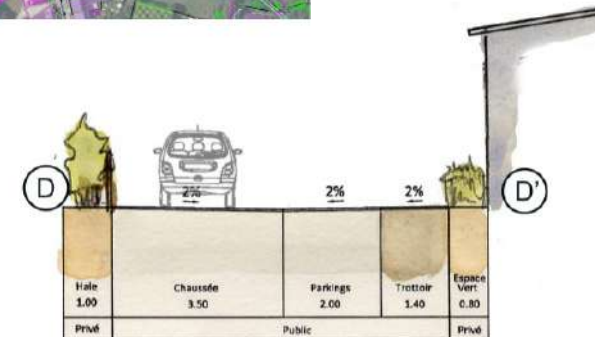 D
D'
2%
2%
2%
Haie
1.00
Chaussée
3.50
Parkings
2.00
Trottoir
1.40
Espace
Vert
0.80
Privé
Public
Privé